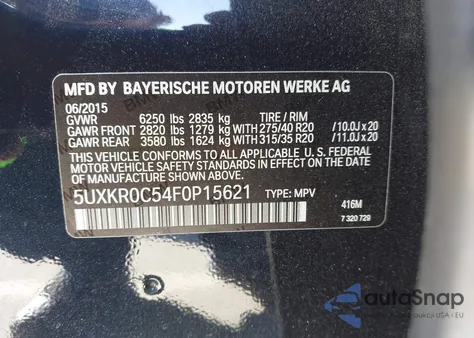 MFD BY BAYERISCHE MOTOREN WERKE AG
06/2015
GVWR 6250 lbs 2835 kg TIRE / RIM
GAWR FRONT 2820 lbs 1279 kg WITH 275/40 R20 /10.0J x 20
GAWR REAR 3580 lbs 1624 kg WITH 315/35 R20 /11.0J x 20
THIS VEHICLE CONFORMS TO ALL APPLICABLE U.S. FEDERAL
MOTOR VEHICLE SAFETY STANDARDS IN EFFECT ON THE
DATE OF MANUFACTURE SHOWN ABOVE.
5UXKR0C54F0P15621 TYPE: MPV
416M
7 320 729
autoSnap
aukcji USA i EU